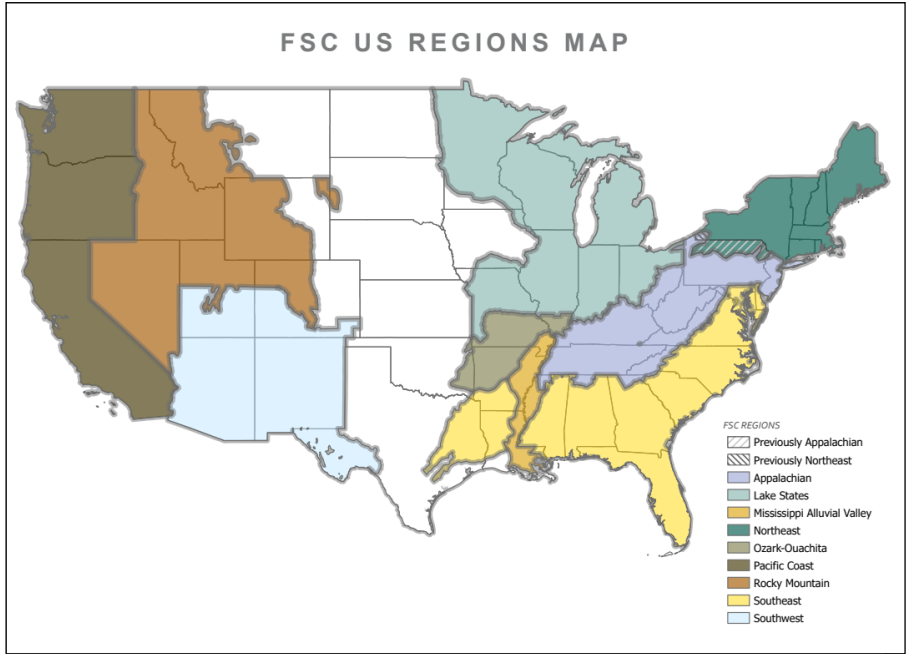 FSC US REGIONS MAP
FSC REGIONS
Previously Appalachian
Previously Northeast
Appalachian
Lake States
Mississippi Alluvial Valley
Northeast
Ozark-Ouachita
Pacific Coast
Rocky Mountain
Southeast
Southwest